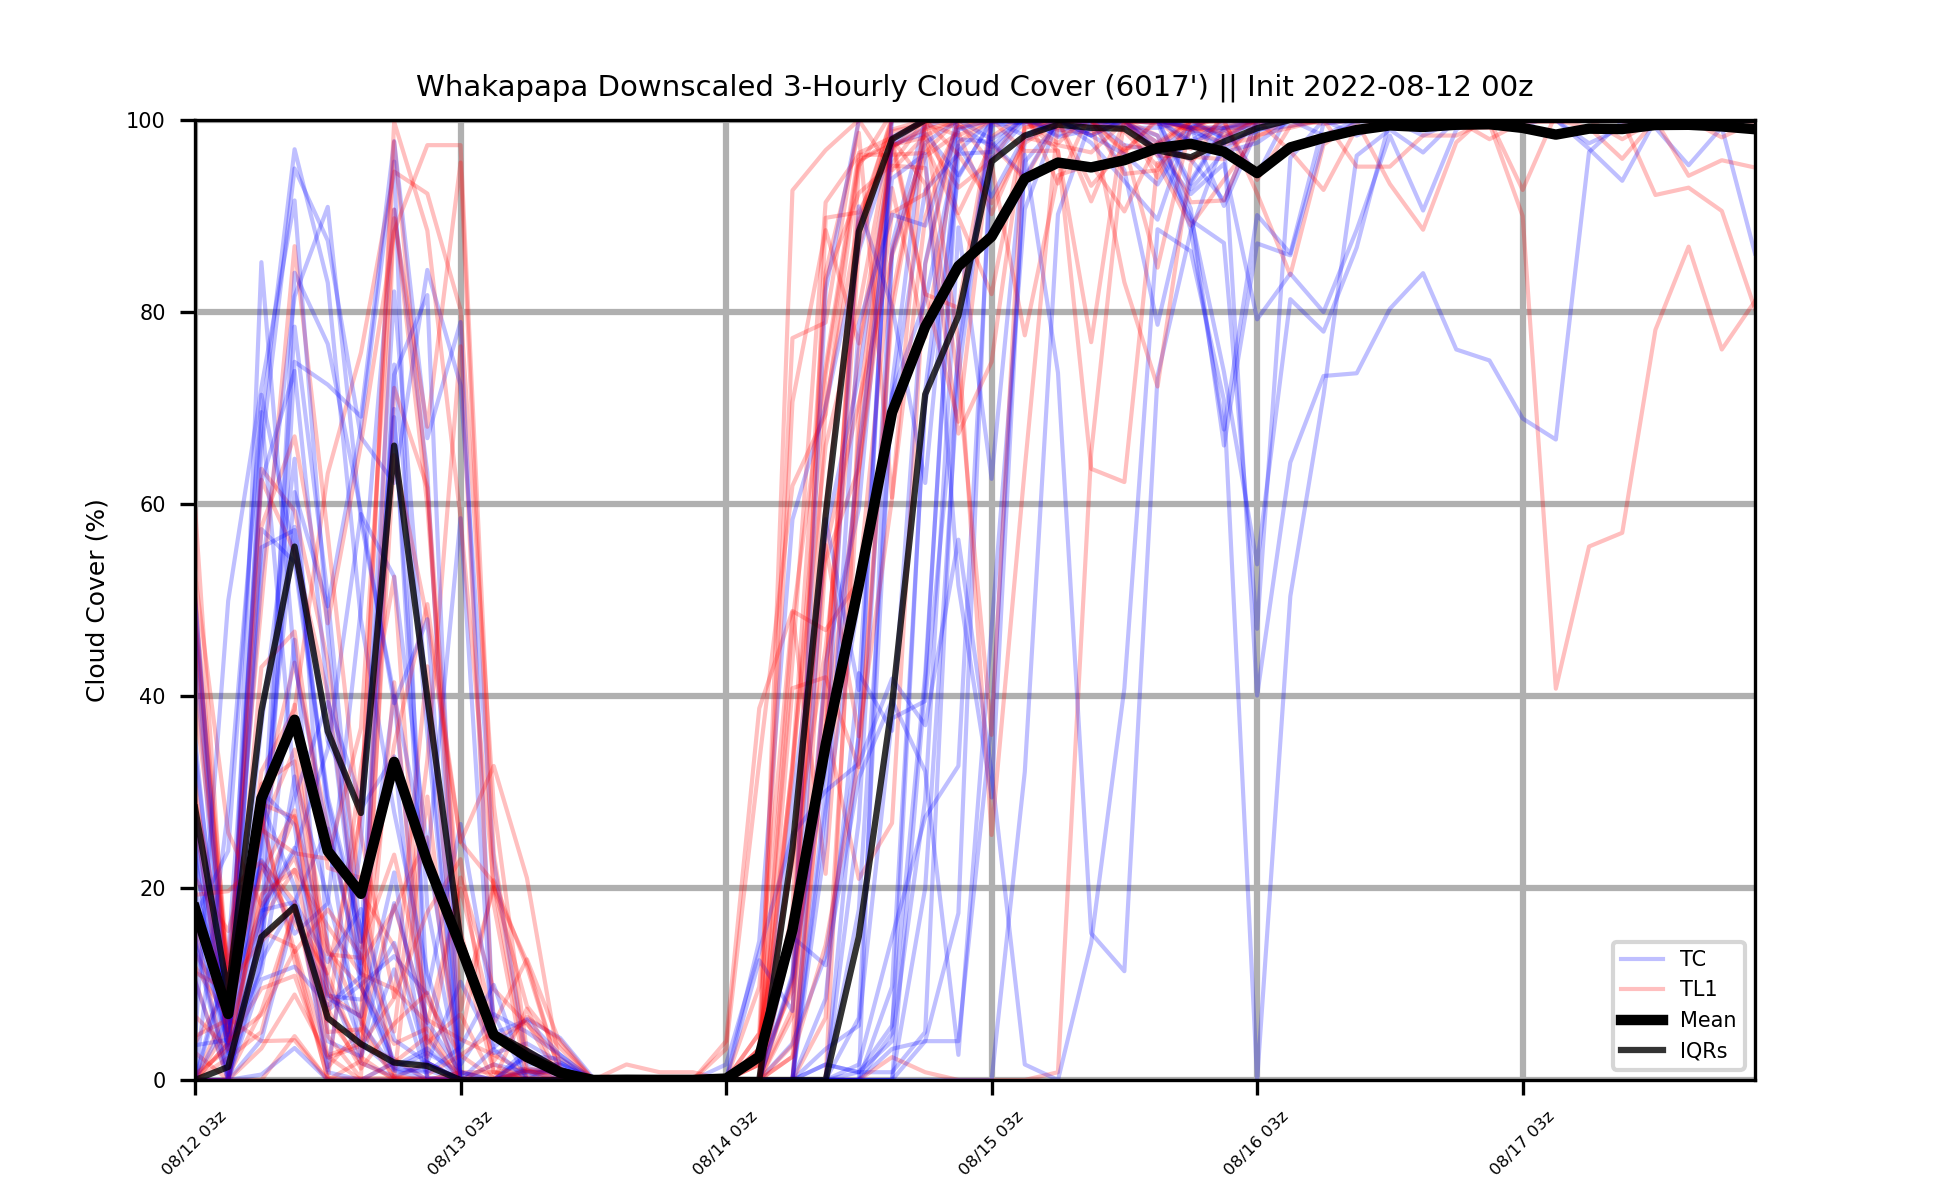 Whakapapa Downscaled 3-Hourly Cloud Cover (6017') || Init 2022-08-12 00z
Cloud Cover (%)
100
80
60
40
20
0
08/12 03z
08/13 03z
08/14 03z
08/15 03z
08/16 03z
08/17 03z
TC
TL1
Mean
IQRs